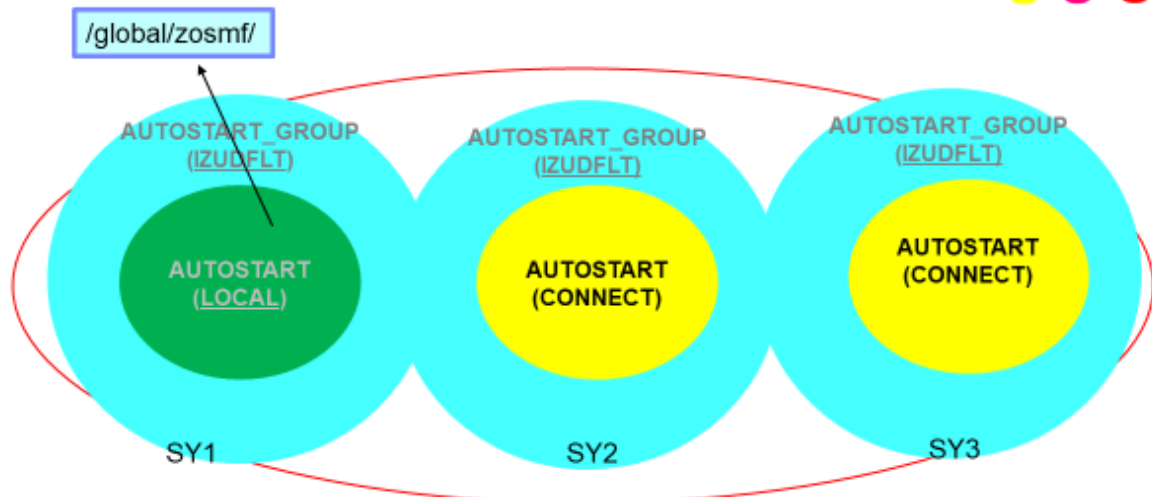 /global/zosmf/
AUTOSTART_GROUP
(IZUDFLT)
AUTOSTART
(LOCAL)
SY1
AUTOSTART_GROUP
(IZUDFLT)
AUTOSTART
(CONNECT)
SY2
AUTOSTART_GROUP
(IZUDFLT)
AUTOSTART
(CONNECT)
SY3